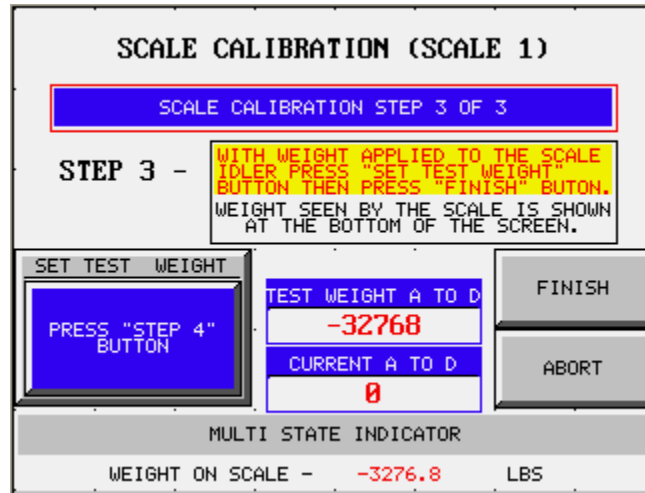 SCALE CALIBRATION (SCALE 1)
SCALE CALIBRATION STEP 3 OF 3
STEP 3 -
WITH WEIGHT APPLIED TO THE SCALE
IDLER PRESS "SET TEST WEIGHT"
BUTTON THEN PRESS "FINISH" BUTON.
WEIGHT SEEN BY THE SCALE IS SHOWN
AT THE BOTTOM OF THE SCREEN.
SET TEST WEIGHT
PRESS "STEP 4"
BUTTON
TEST WEIGHT A TO D
-32768
CURRENT A TO D
0
FINISH
ABORT
MULTI STATE INDICATOR
WEIGHT ON SCALE - -3276.8 LBS